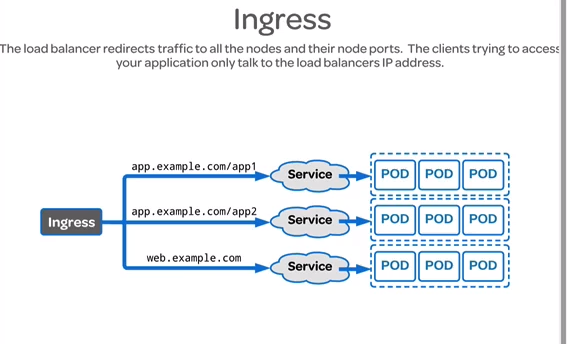 Ingress
The load balancer redirects traffic to all the nodes and their node ports. The clients trying to access
your application only talk to the load balancers IP address.
app.example.com/app1
Service
POD POD POD
Ingress
app.example.com/app2
Service
POD POD POD
web.example.com
Service
POD POD POD